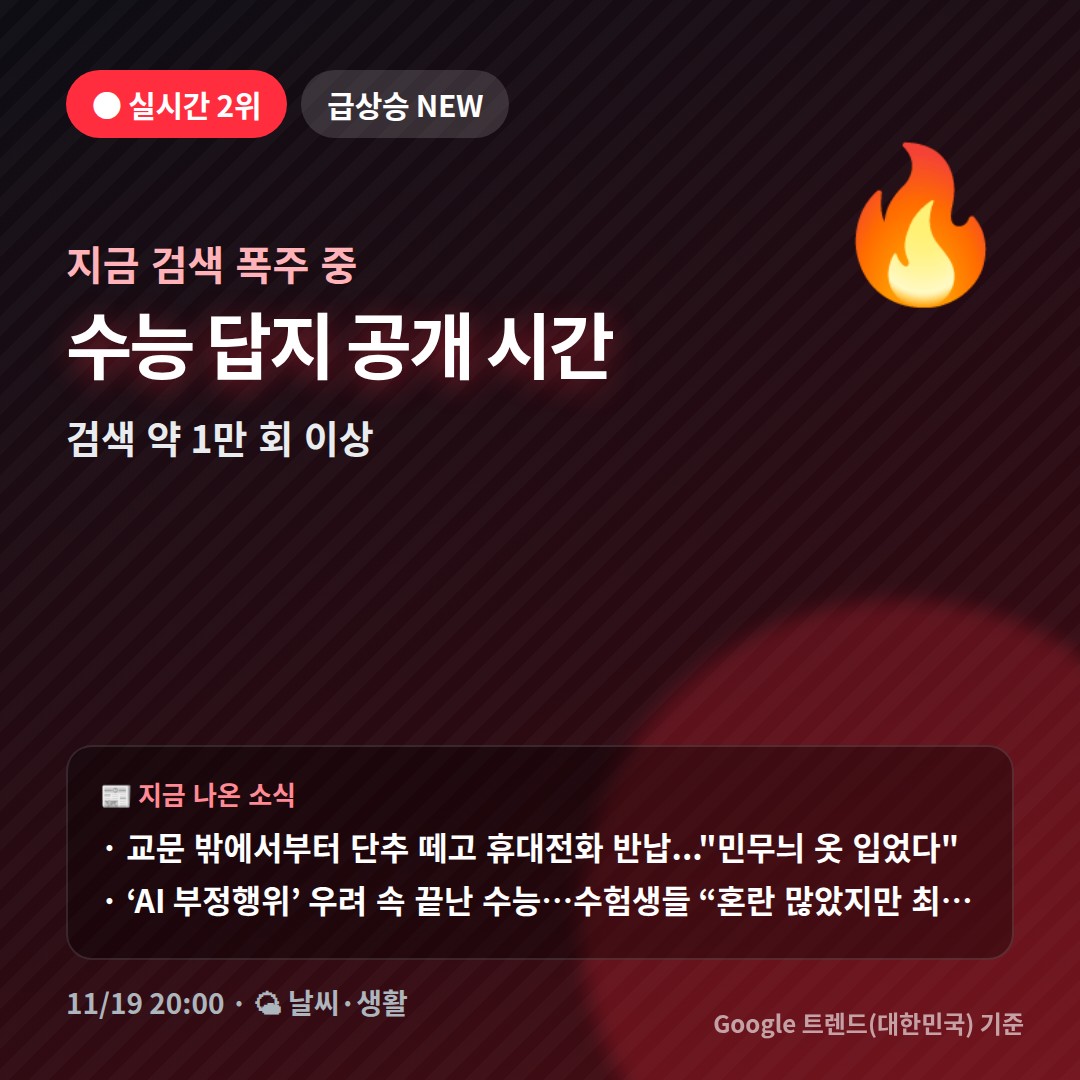 실시간 2위
급상승 NEW
지금 검색 폭주 중
수능 답지 공개 시간
검색 약 1만 회 이상
지금 나온 소식
· 교문 밖에서부터 단추 떼고 휴대전화 반납..."민무늬 옷 입었다"
· ‘AI 부정행위’ 우려 속 끝난 수능…수험생들 “혼란 많았지만 최…
11/19 20:00 · 날씨·생활
Google 트렌드(대한민국) 기준